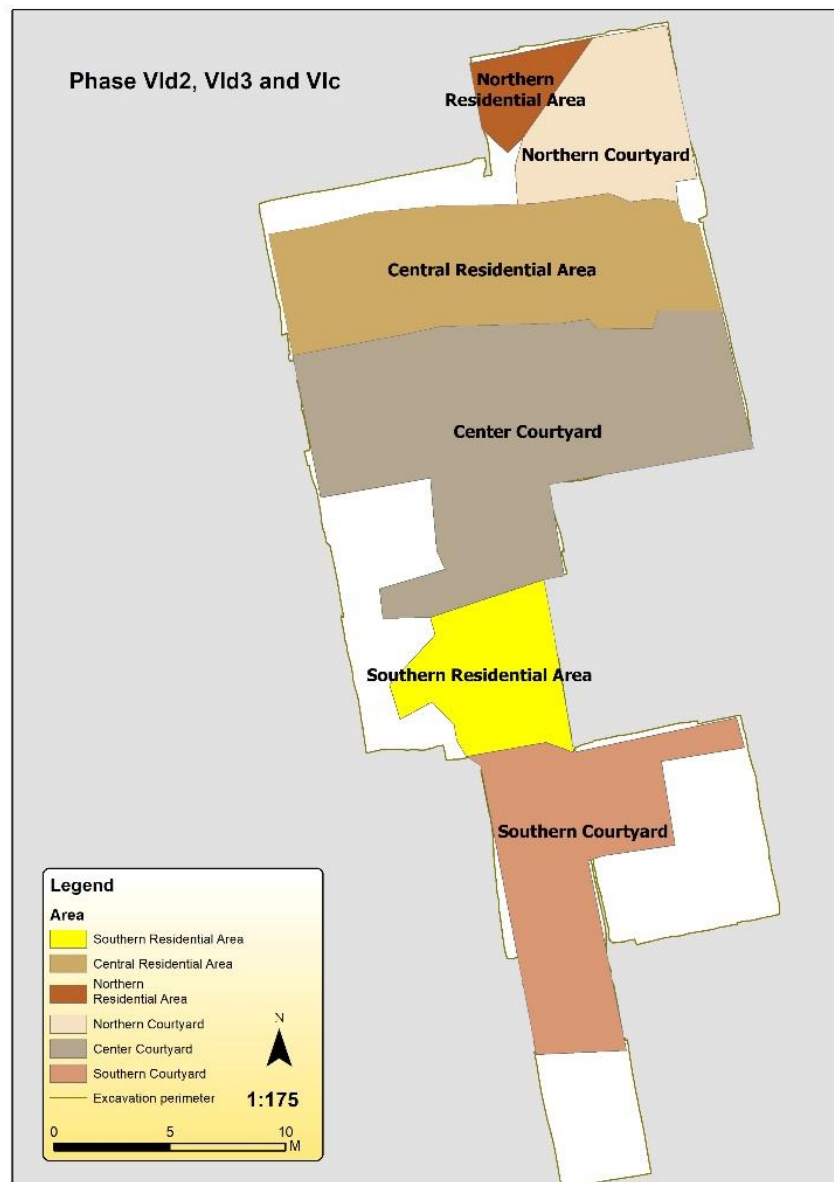 Phase VId2, VId3 and VIc
Northern
Residential Area
Northern Courtyard
Central Residential Area
Center Courtyard
Southern Residential Area
Southern Courtyard
Legend
Area
Southern Residential Area
Central Residential Area
Northern
Residential Area
Northern Courtyard
Center Courtyard
Southern Courtyard
Excavation perimeter
N
1:175
0 5 10
M